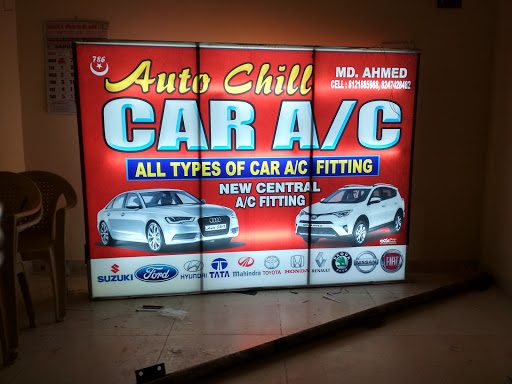 786
Auto Chill
MD. AHMED
CAR A/C
ALL TYPES OF CAR A/C FITTING
NEW CENTRAL
A/C FITTING
SUZUKI Ford HYUNDAI TATA Mahindra TOYOTA HONDA RENAULT SKODA NISSAN FIAT